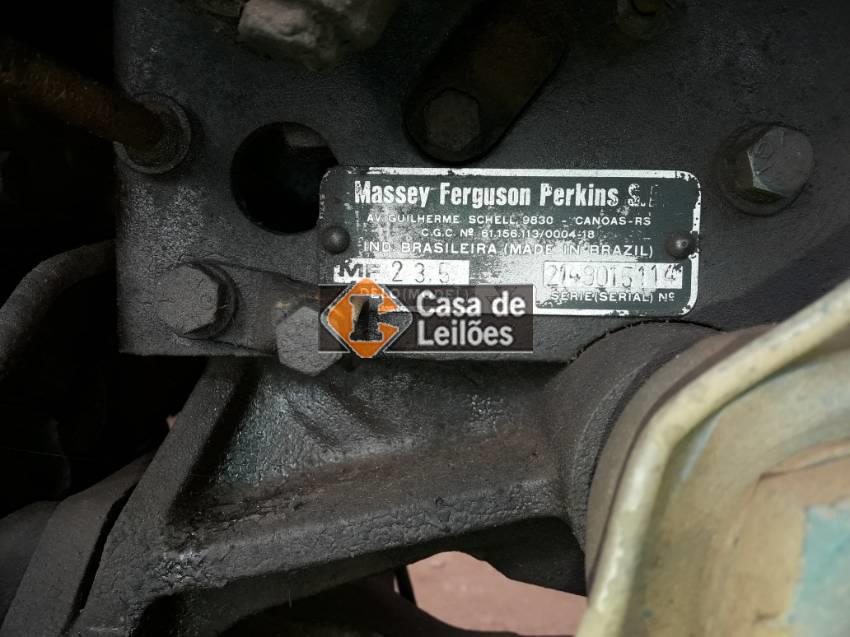 Massey Ferguson Perkins S.
AV. GUILHERME SCHELL, 9830 - CANOAS-RS
C.G.C. Nº 61.156.113/0004-18
IND. BRASILEIRA (MADE IN BRAZIL)
MF 235 2149015114
SÉRIE (SERIAL) Nº
Casa de
Leilões